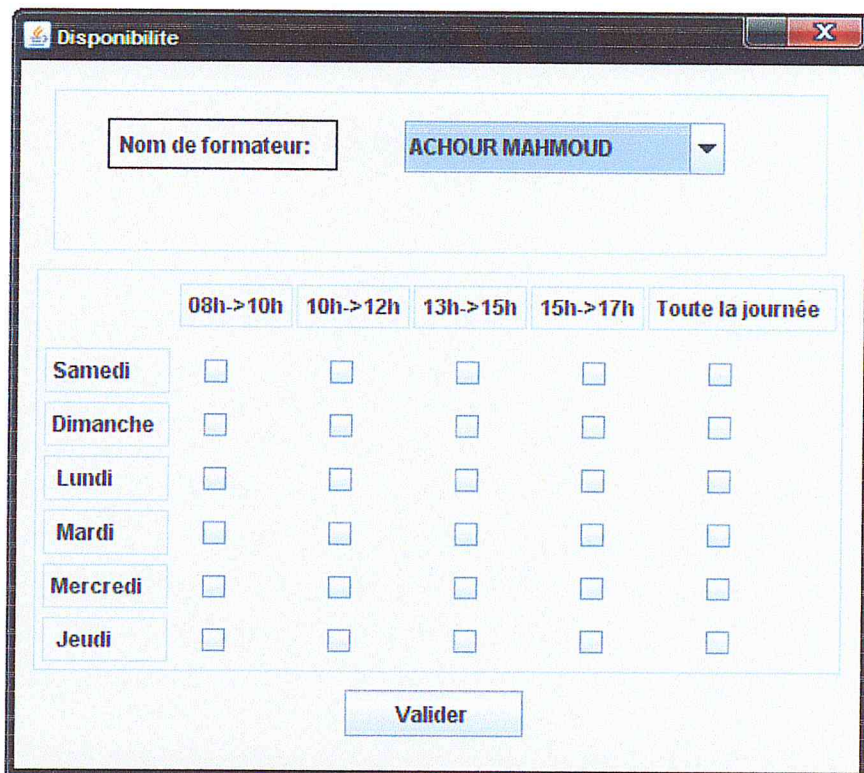 Disponibilite
Nom de formateur: ACHOUR MAHMOUD
08h->10h 10h->12h 13h->15h 15h->17h Toute la journée
Samedi
Dimanche
Lundi
Mardi
Mercredi
Jeudi
Valider